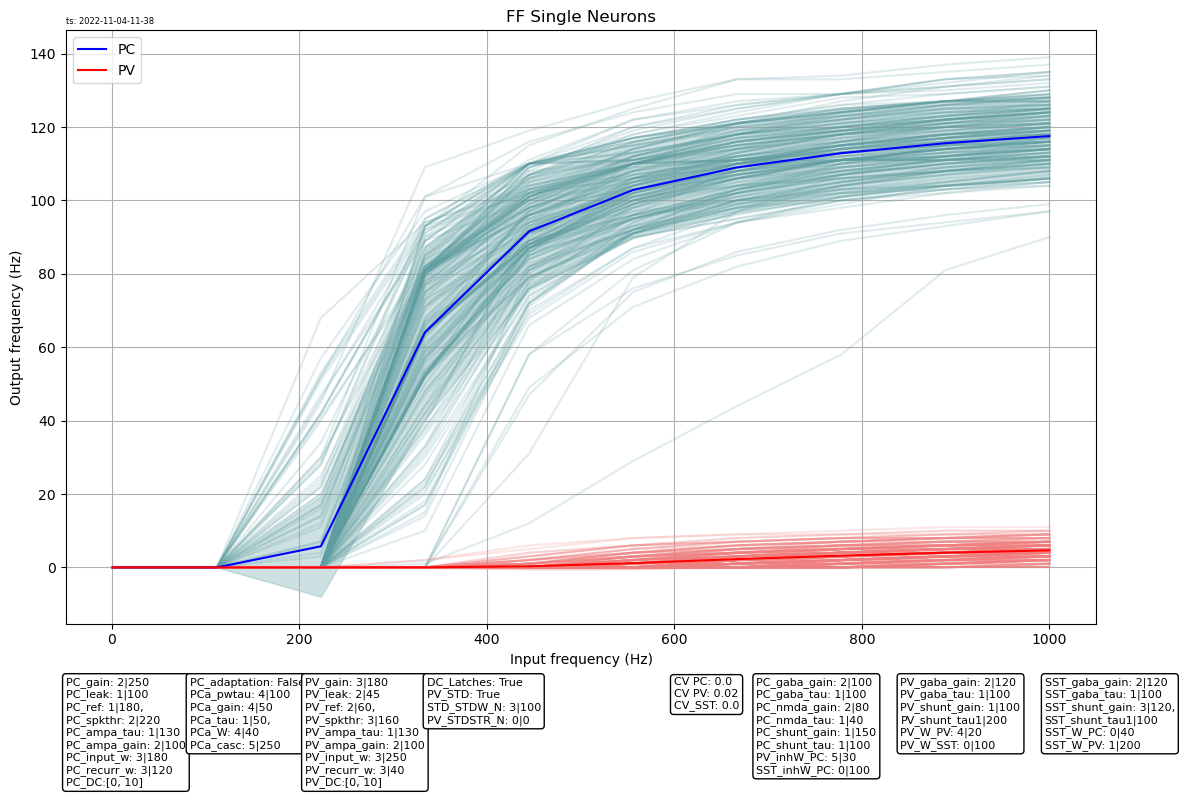 ts: 2022-11-04-11-38
FF Single Neurons
PC
PV
140
120
100
80
60
40
20
0
Output frequency (Hz)
0 200 400 600 800 1000
Input frequency (Hz)
PC_gain: 2|250
PC_leak: 1|100
PC_ref: 1|180,
PC_spkthr: 2|220
PC_ampa_tau: 1|130
PC_ampa_gain: 2|100
PC_input_w: 3|180
PC_recurr_w: 3|120
PC_DC:[0, 10]
PC_adaptation: False
PCa_pwtau: 4|100
PCa_gain: 4|50
PCa_tau: 1|50,
PCa_W: 4|40
PCa_casc: 5|250
PV_gain: 3|180
PV_leak: 2|45
PV_ref: 2|60,
PV_spkthr: 3|160
PV_ampa_tau: 1|130
PV_ampa_gain: 2|100
PV_input_w: 3|250
PV_recurr_w: 3|40
PV_DC:[0, 10]
DC_Latches: True
PV_STD: True
STD_STDW_N: 3|100
PV_STDSTR_N: 0|0
CV PC: 0.0
CV PV: 0.02
CV_SST: 0.0
PC_gaba_gain: 2|100
PC_gaba_tau: 1|100
PC_nmda_gain: 2|80
PC_nmda_tau: 1|40
PC_shunt_gain: 1|150
PC_shunt_tau: 1|100
PV_inhW_PC: 5|30
SST_inhW_PC: 0|100
PV_gaba_gain: 2|120
PV_gaba_tau: 1|100
PV_shunt_gain: 1|100
PV_shunt_tau1|200
PV_W_PV: 4|20
PV_W_SST: 0|100
SST_gaba_gain: 2|120
SST_gaba_tau: 1|100
SST_shunt_gain: 3|120,
SST_shunt_tau1|100
SST_W_PC: 0|40
SST_W_PV: 1|200